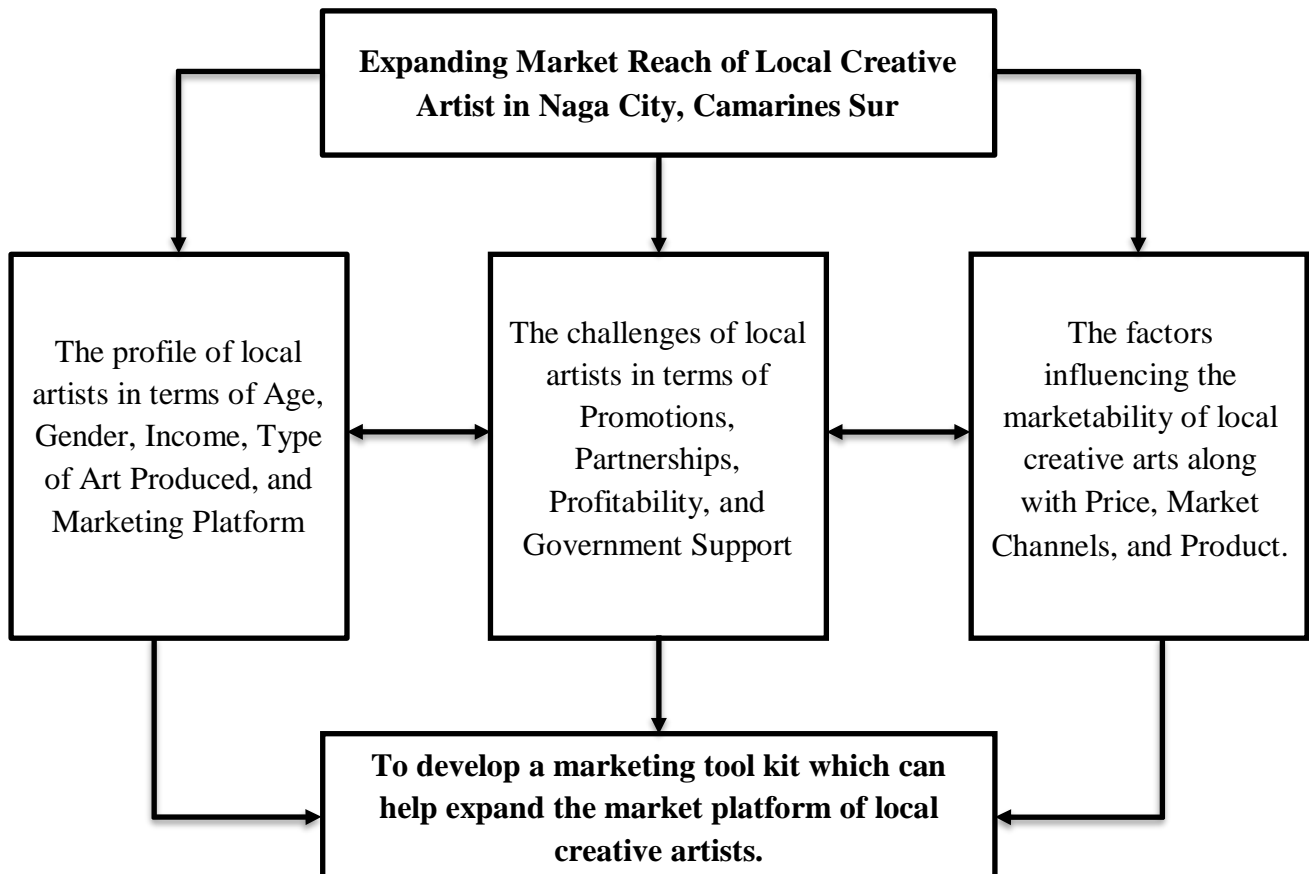 Expanding Market Reach of Local Creative
Artist in Naga City, Camarines Sur
The profile of local
artists in terms of Age,
Gender, Income, Type
of Art Produced, and
Marketing Platform
The challenges of local
artists in terms of
Promotions,
Partnerships,
Profitability, and
Government Support
The factors
influencing the
marketability of local
creative arts along
with Price, Market
Channels, and Product.
To develop a marketing tool kit which can
help expand the market platform of local
creative artists.